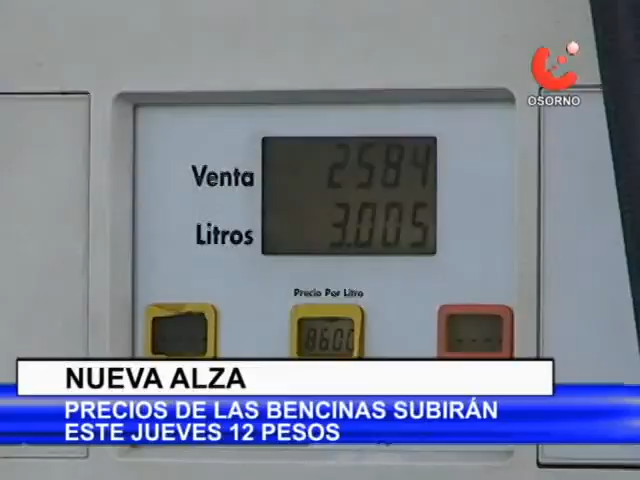 OSORNO
Venta 2584
Litros 3.005
Precio Por Litro
860.0
NUEVA ALZA
PRECIOS DE LAS BENCINAS SUBIRÁN
ESTE JUEVES 12 PESOS